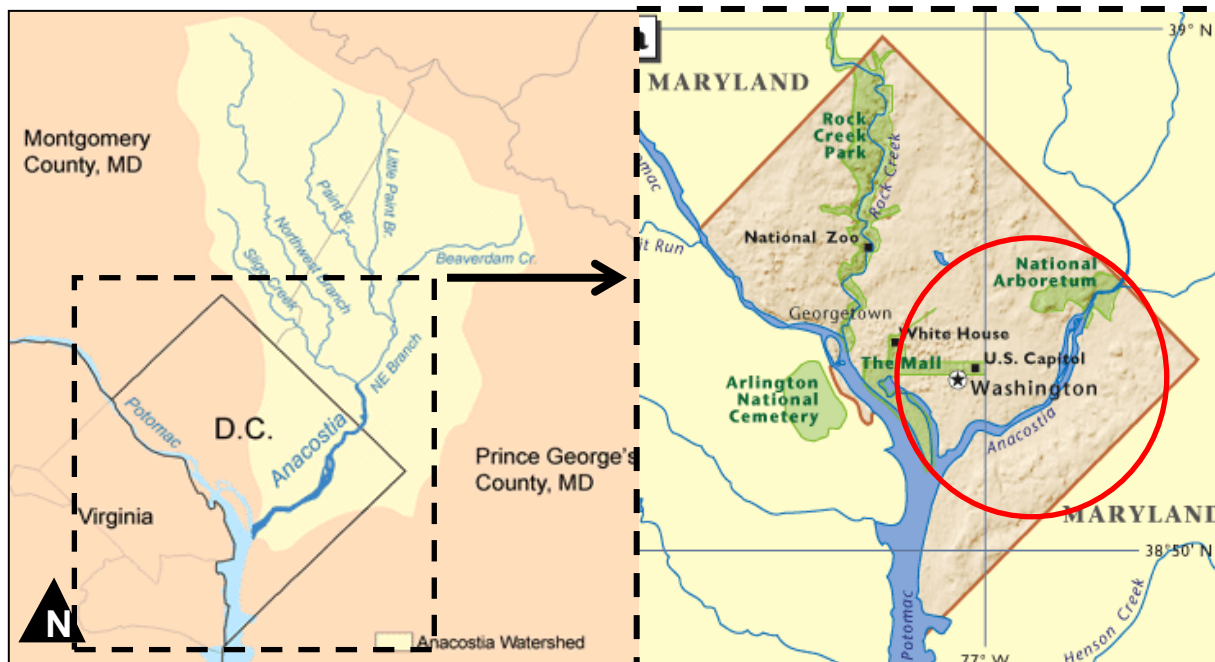 Montgomery
County, MD
Paint Br.
Little Paint Br.
Northwest Branch
Sligo Creek
Beaverdam Cr.
NE Branch
Potomac
D.C.
Anacostia
Prince George's
County, MD
Virginia
N
Anacostia Watershed
39° N
MARYLAND
Rock
Creek
Park
Rock Creek
National Zoo
it Run
National
Arboretum
Georgetown
White House
The Mall
U.S. Capitol
Washington
Arlington
National
Cemetery
Anacostia
MARYLAND
38°50' N
Potomac
77° W
Henson Creek